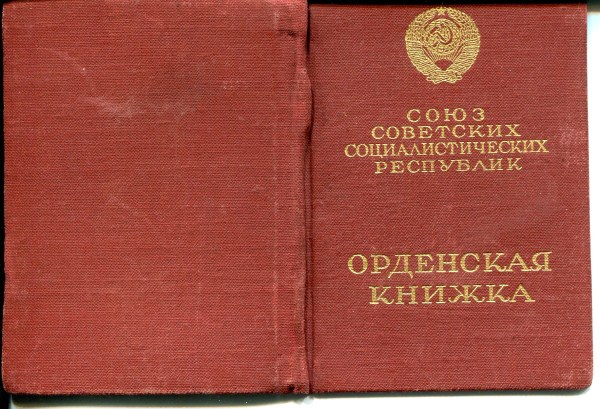 СОЮЗ
СОВЕТСКИХ
СОЦИАЛИСТИЧЕСКИХ
РЕСПУБЛИК
ОРДЕНСКАЯ
КНИЖКА